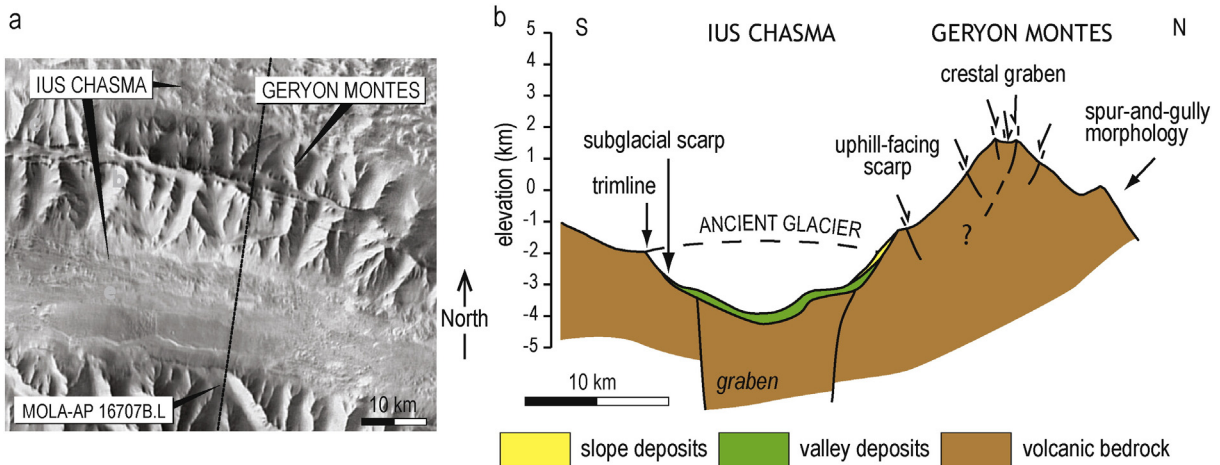 a
IUS CHASMA
GERYON MONTES
MOLA-AP 16707B.L
10 km
North
b
S
IUS CHASMA
GERYON MONTES
N
elevation (km)
5
4
3
2
1
0
-1
-2
-3
-4
-5
subglacial scarp
trimline
ANCIENT GLACIER
uphill-facing
scarp
crestal graben
spur-and-gully
morphology
?
graben
10 km
slope deposits
valley deposits
volcanic bedrock